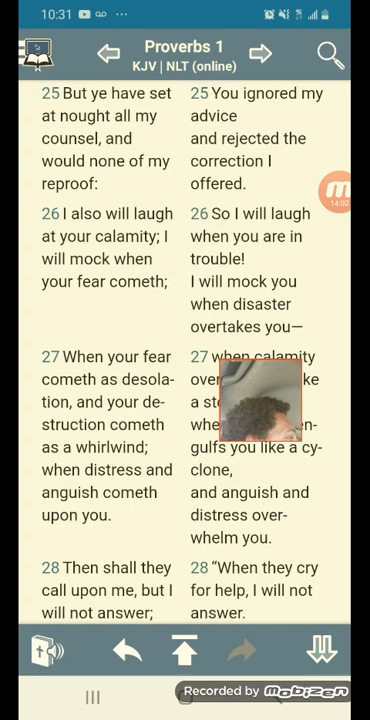 10:31
Proverbs 1
KJV | NLT (online)
25 But ye have set
at nought all my
counsel, and
would none of my
reproof:
25 You ignored my
advice
and rejected the
correction I
offered.
26 I also will laugh
at your calamity; I
will mock when
your fear cometh;
26 So I will laugh
when you are in
trouble!
I will mock you
when disaster
overtakes you—
27 When your fear
cometh as desola-
tion, and your de-
struction cometh
as a whirlwind;
when distress and
anguish cometh
upon you.
27 when calamity
a
gulfs you like a cy-
clone,
and anguish and
distress over-
whelm you.
28 Then shall they
call upon me, but I
will not answer;
28 “When they cry
for help, I will not
answer.
14:02
Recorded by Mobizen